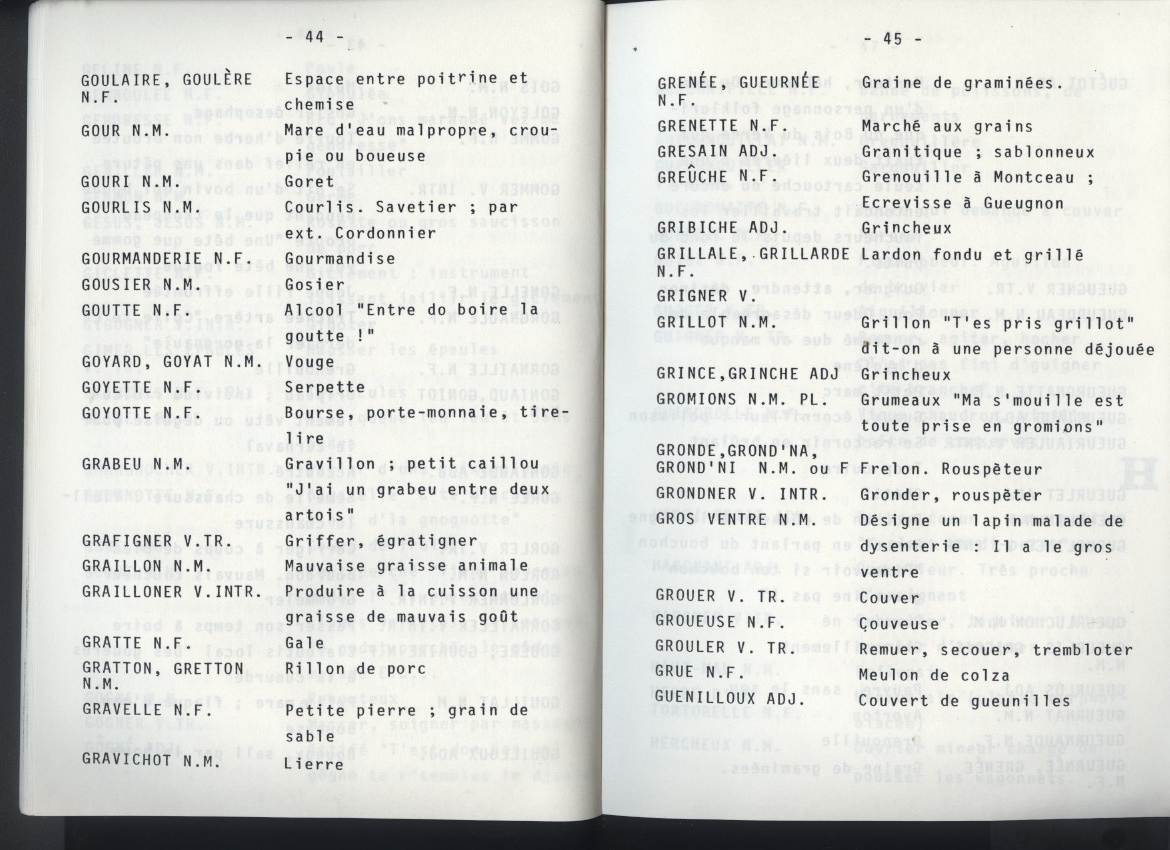 - 44 -
GOULAIRE, GOULÈRE Espace entre poitrine et
N.F. chemise
GOUR N.M. Mare d'eau malpropre, crou-
pie ou boueuse
GOURI N.M. Goret
GOURLIS N.M. Courlis. Savetier ; par
ext. Cordonnier
GOURMANDERIE N.F. Gourmandise
GOUSIER N.M. Gosier
GOUTTE N.F. Alcool "Entre do boire la
goutte !"
GOYARD, GOYAT N.M. Vouge
GOYETTE N.F. Serpette
GOYOTTE N.F. Bourse, porte-monnaie, tire-
lire
GRABEU N.M. Gravillon ; petit caillou
"J'ai un grabeu entre deux
artois"
GRAFIGNER V.TR. Griffer, égratigner
GRAILLON N.M. Mauvaise graisse animale
GRAILLONER V.INTR. Produire à la cuisson une
graisse de mauvais goût
GRATTE N.F. Gale
GRATTON, GRETTON Rillon de porc
N.M.
GRAVELLE N.F. Petite pierre ; grain de
sable
GRAVICHOT N.M. Lierre
- 45 -
GRENÉE, GUEURNÉE Graine de graminées.
N.F.
GRENETTE N.F. Marché aux grains
GRESAIN ADJ. Granitique ; sablonneux
GREÛCHE N.F. Grenouille à Montceau ;
Ecrevisse à Gueugnon
GRIBICHE ADJ. Grincheux
GRILLALE, GRILLARDE Lardon fondu et grillé
N.F.
GRIGNER V.
GRILLOT N.M. Grillon "T'es pris grillot"
dit-on à une personne déjouée
GRINCE,GRINCHE ADJ Grincheux
GROMIONS N.M. PL. Grumeaux "Ma s'mouille est
toute prise en gromions"
GRONDE,GROND'NA,
GROND'NI N.M. ou F Frelon. Rouspèteur
GRONDNER V. INTR. Gronder, rouspèter
GROS VENTRE N.M. Désigne un lapin malade de
dysenterie : Il a le gros
ventre
GROUER V. TR. Couver
GROUEUSE N.F. Couveuse
GROULER V. TR. Remuer, secouer, trembloter
GRUE N.F. Meulon de colza
GUENILLOUX ADJ. Couvert de gueunilles